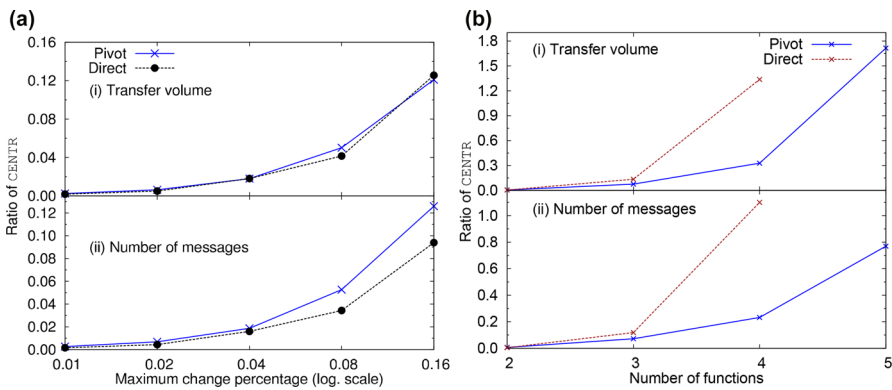 (a)
Pivot
Direct
(i) Transfer volume
0.16
0.12
0.08
0.04
0.00
(ii) Number of messages
0.12
0.10
0.08
0.06
0.04
0.02
0.00
Ratio of CENTR
0.01 0.02 0.04 0.08 0.16
Maximum change percentage (log. scale)
(b)
(i) Transfer volume
Pivot
Direct
1.8
1.5
1.2
0.9
0.6
0.3
0.0
(ii) Number of messages
1.0
0.8
0.6
0.4
0.2
0.0
Ratio of CENTR
2 3 4 5
Number of functions